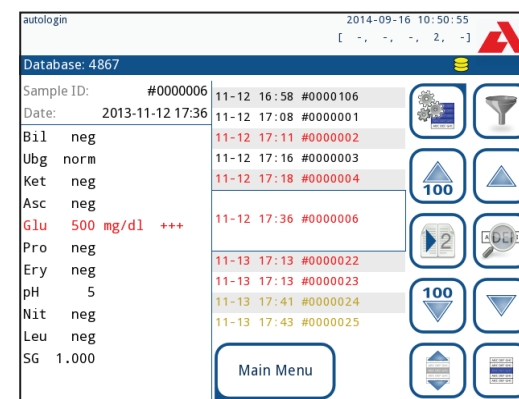 autologin
2014-09-16 10:50:55
[ -, -, -, 2, -]
Database: 4867
Sample ID: #0000006
Date: 2013-11-12 17:36
Bil neg
Ubg norm
Ket neg
Asc neg
Glu 500 mg/dl +++
Pro neg
Ery neg
pH 5
Nit neg
Leu neg
SG 1.000
11-12 16:58 #0000106
11-12 17:08 #0000001
11-12 17:11 #0000002
11-12 17:16 #0000003
11-12 17:18 #0000004
11-12 17:36 #0000006
11-13 17:13 #0000022
11-13 17:13 #0000023
11-13 17:41 #0000024
11-13 17:43 #0000025
Main Menu
100
2
100